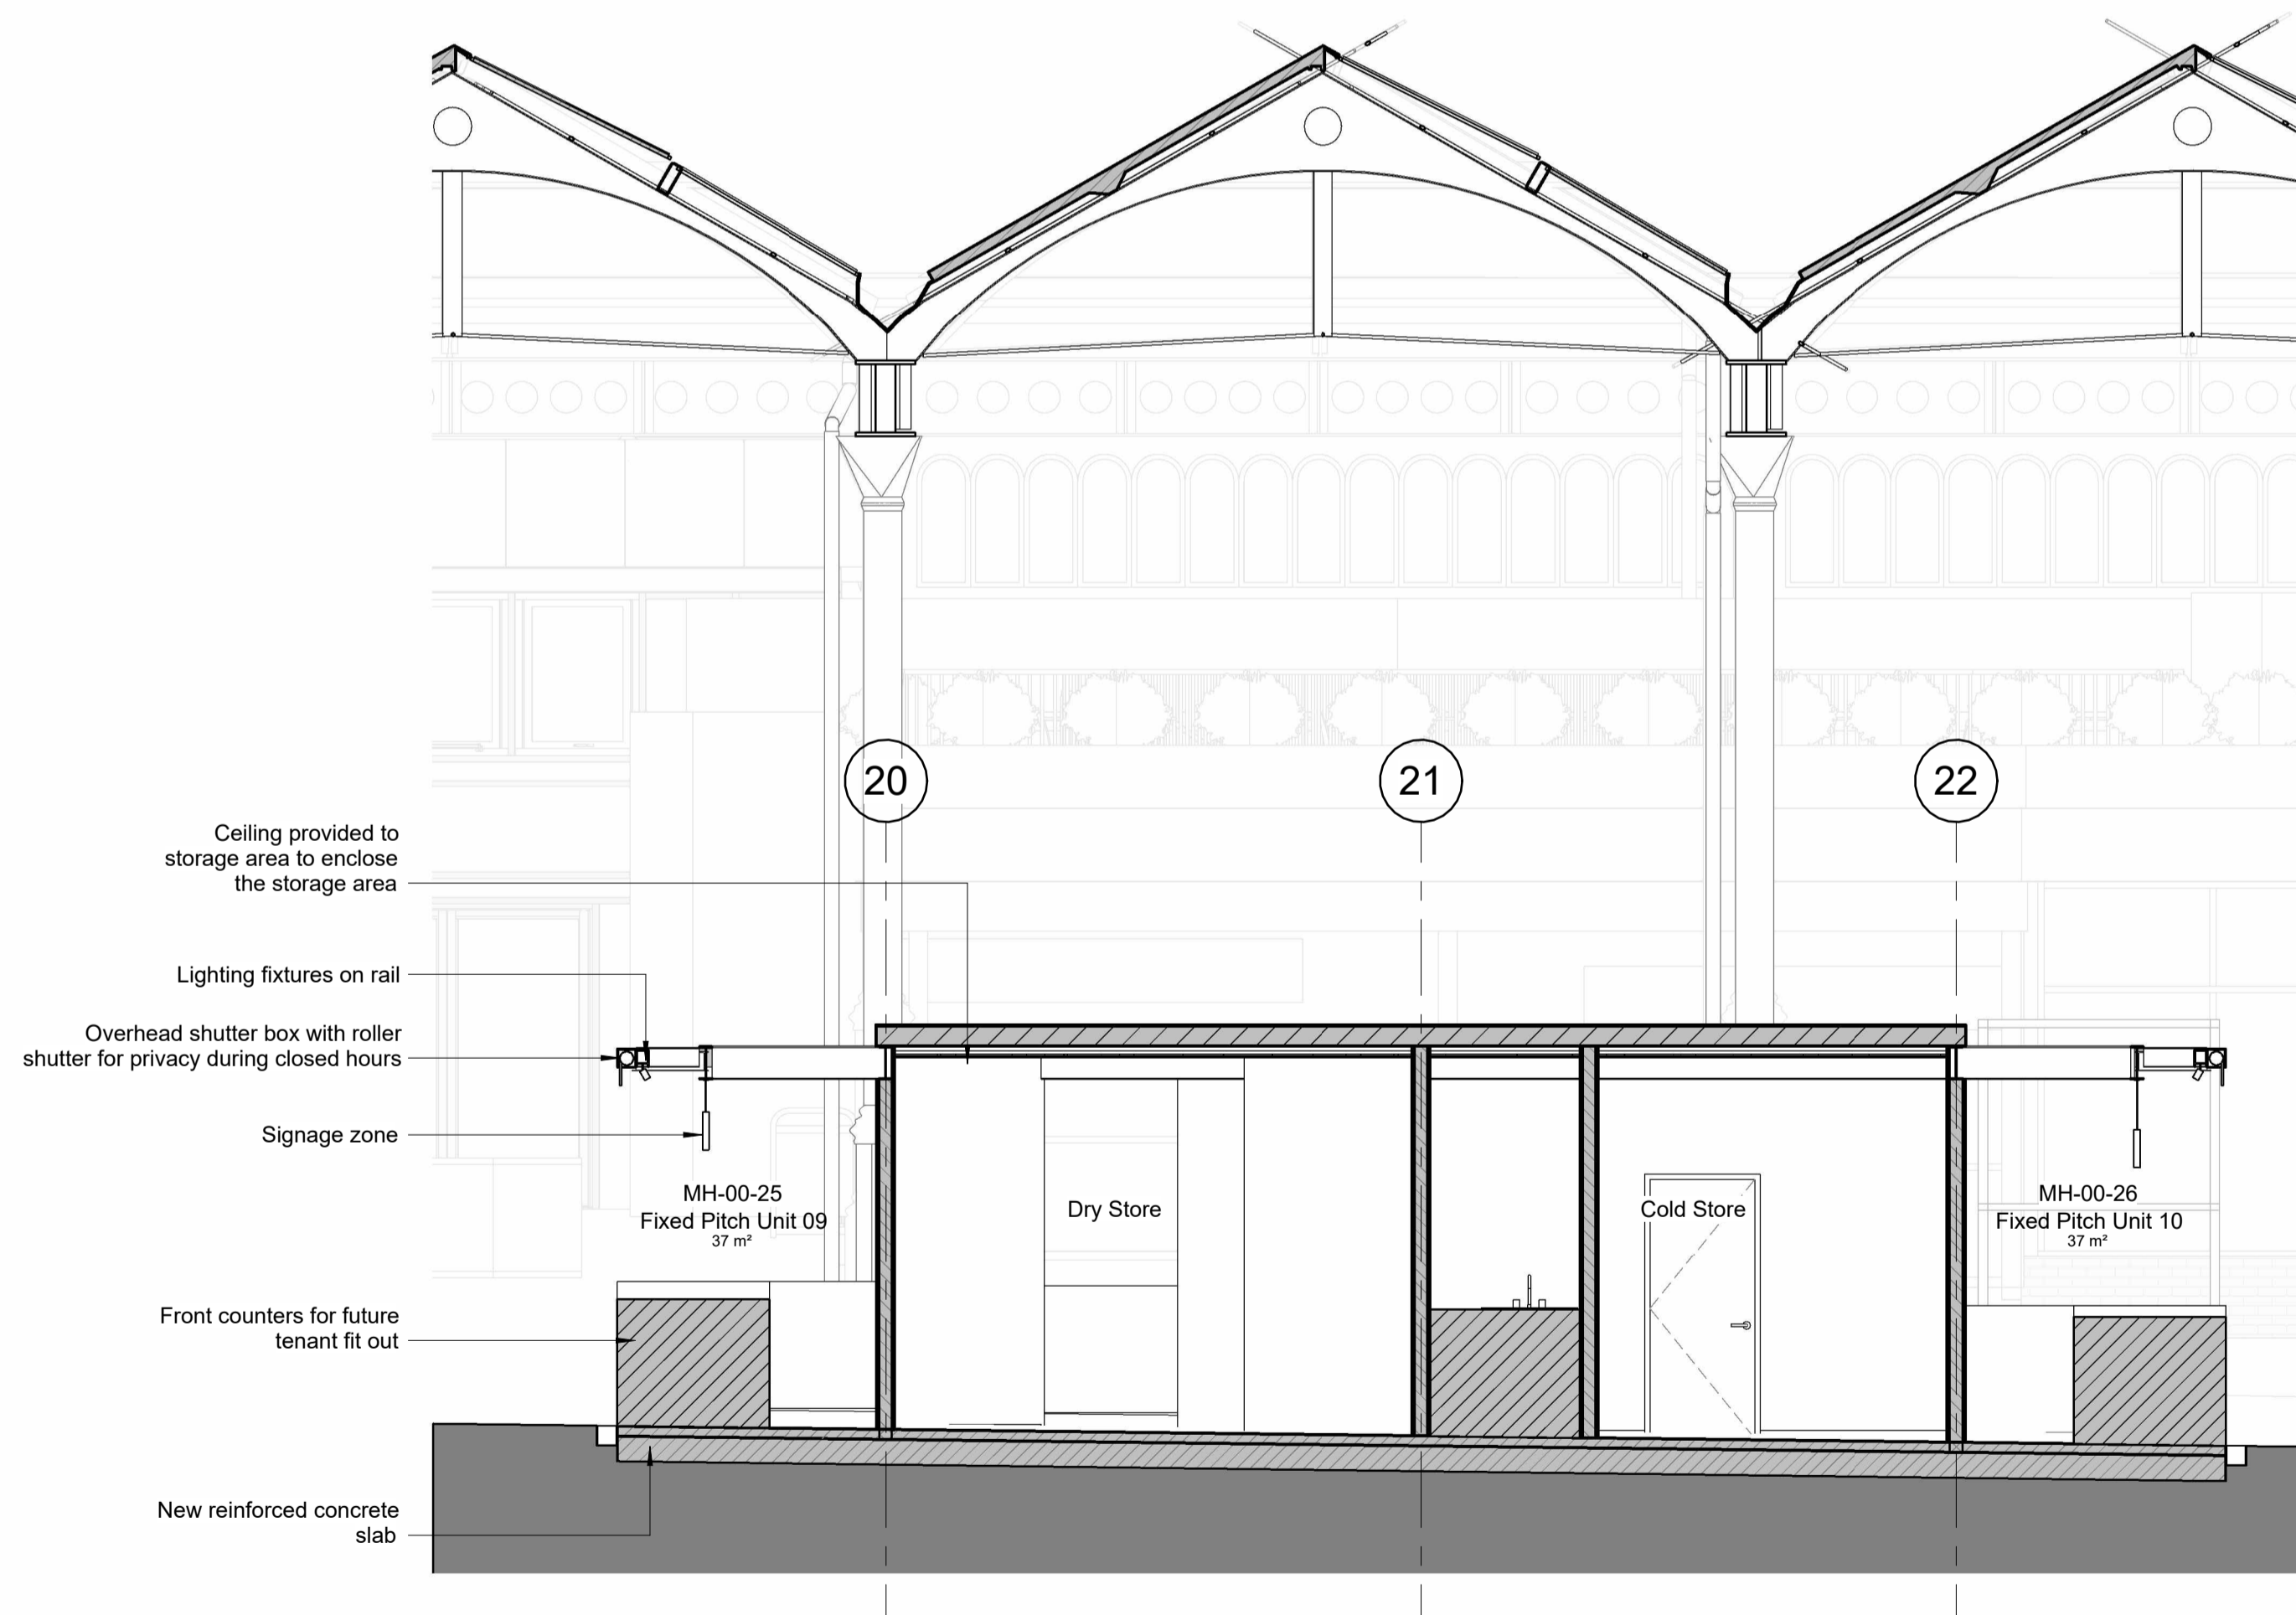 20
21
22
Ceiling provided to
storage area to enclose
the storage area
Lighting fixtures on rail
Overhead shutter box with roller
shutter for privacy during closed hours
Signage zone
MH-00-25
Fixed Pitch Unit 09
37 m²
Dry Store
Cold Store
MH-00-26
Fixed Pitch Unit 10
37 m²
Front counters for future
tenant fit out
New reinforced concrete
slab